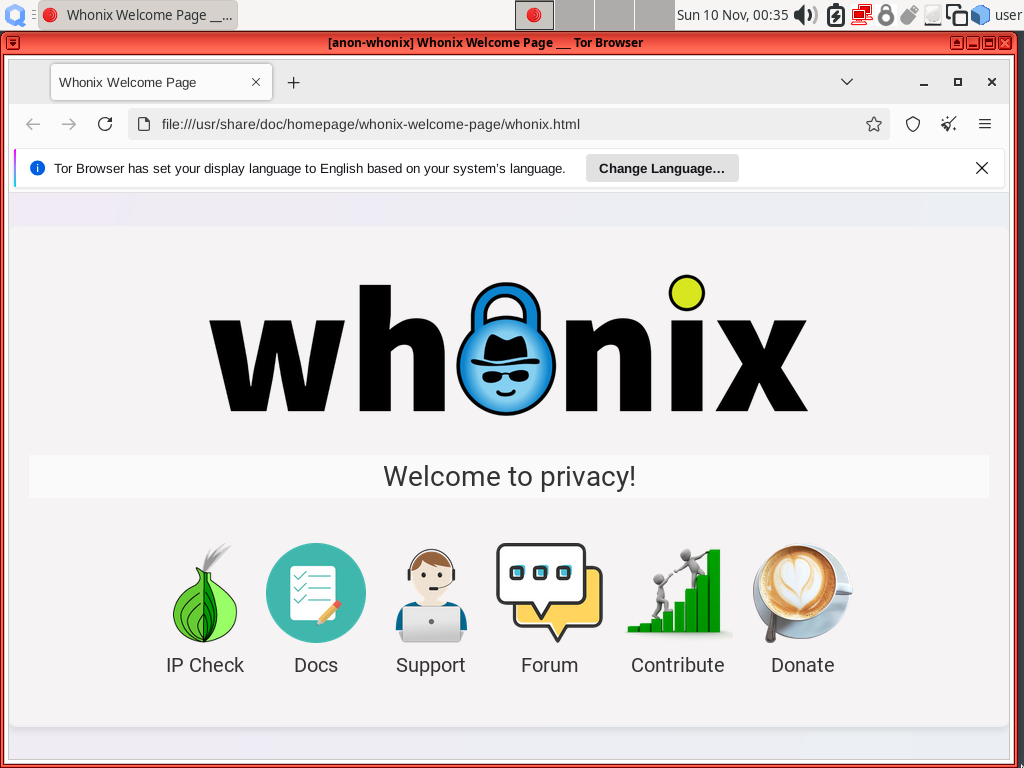 Whonix Welcome Page __...
Sun 10 Nov, 00:35
user
[anon-whonix] Whonix Welcome Page ___ Tor Browser
Whonix Welcome Page
file:///usr/share/doc/homepage/whonix-welcome-page/whonix.html
Tor Browser has set your display language to English based on your system's language.
Change Language…
whonix
Welcome to privacy!
IP Check
Docs
Support
Forum
Contribute
Donate